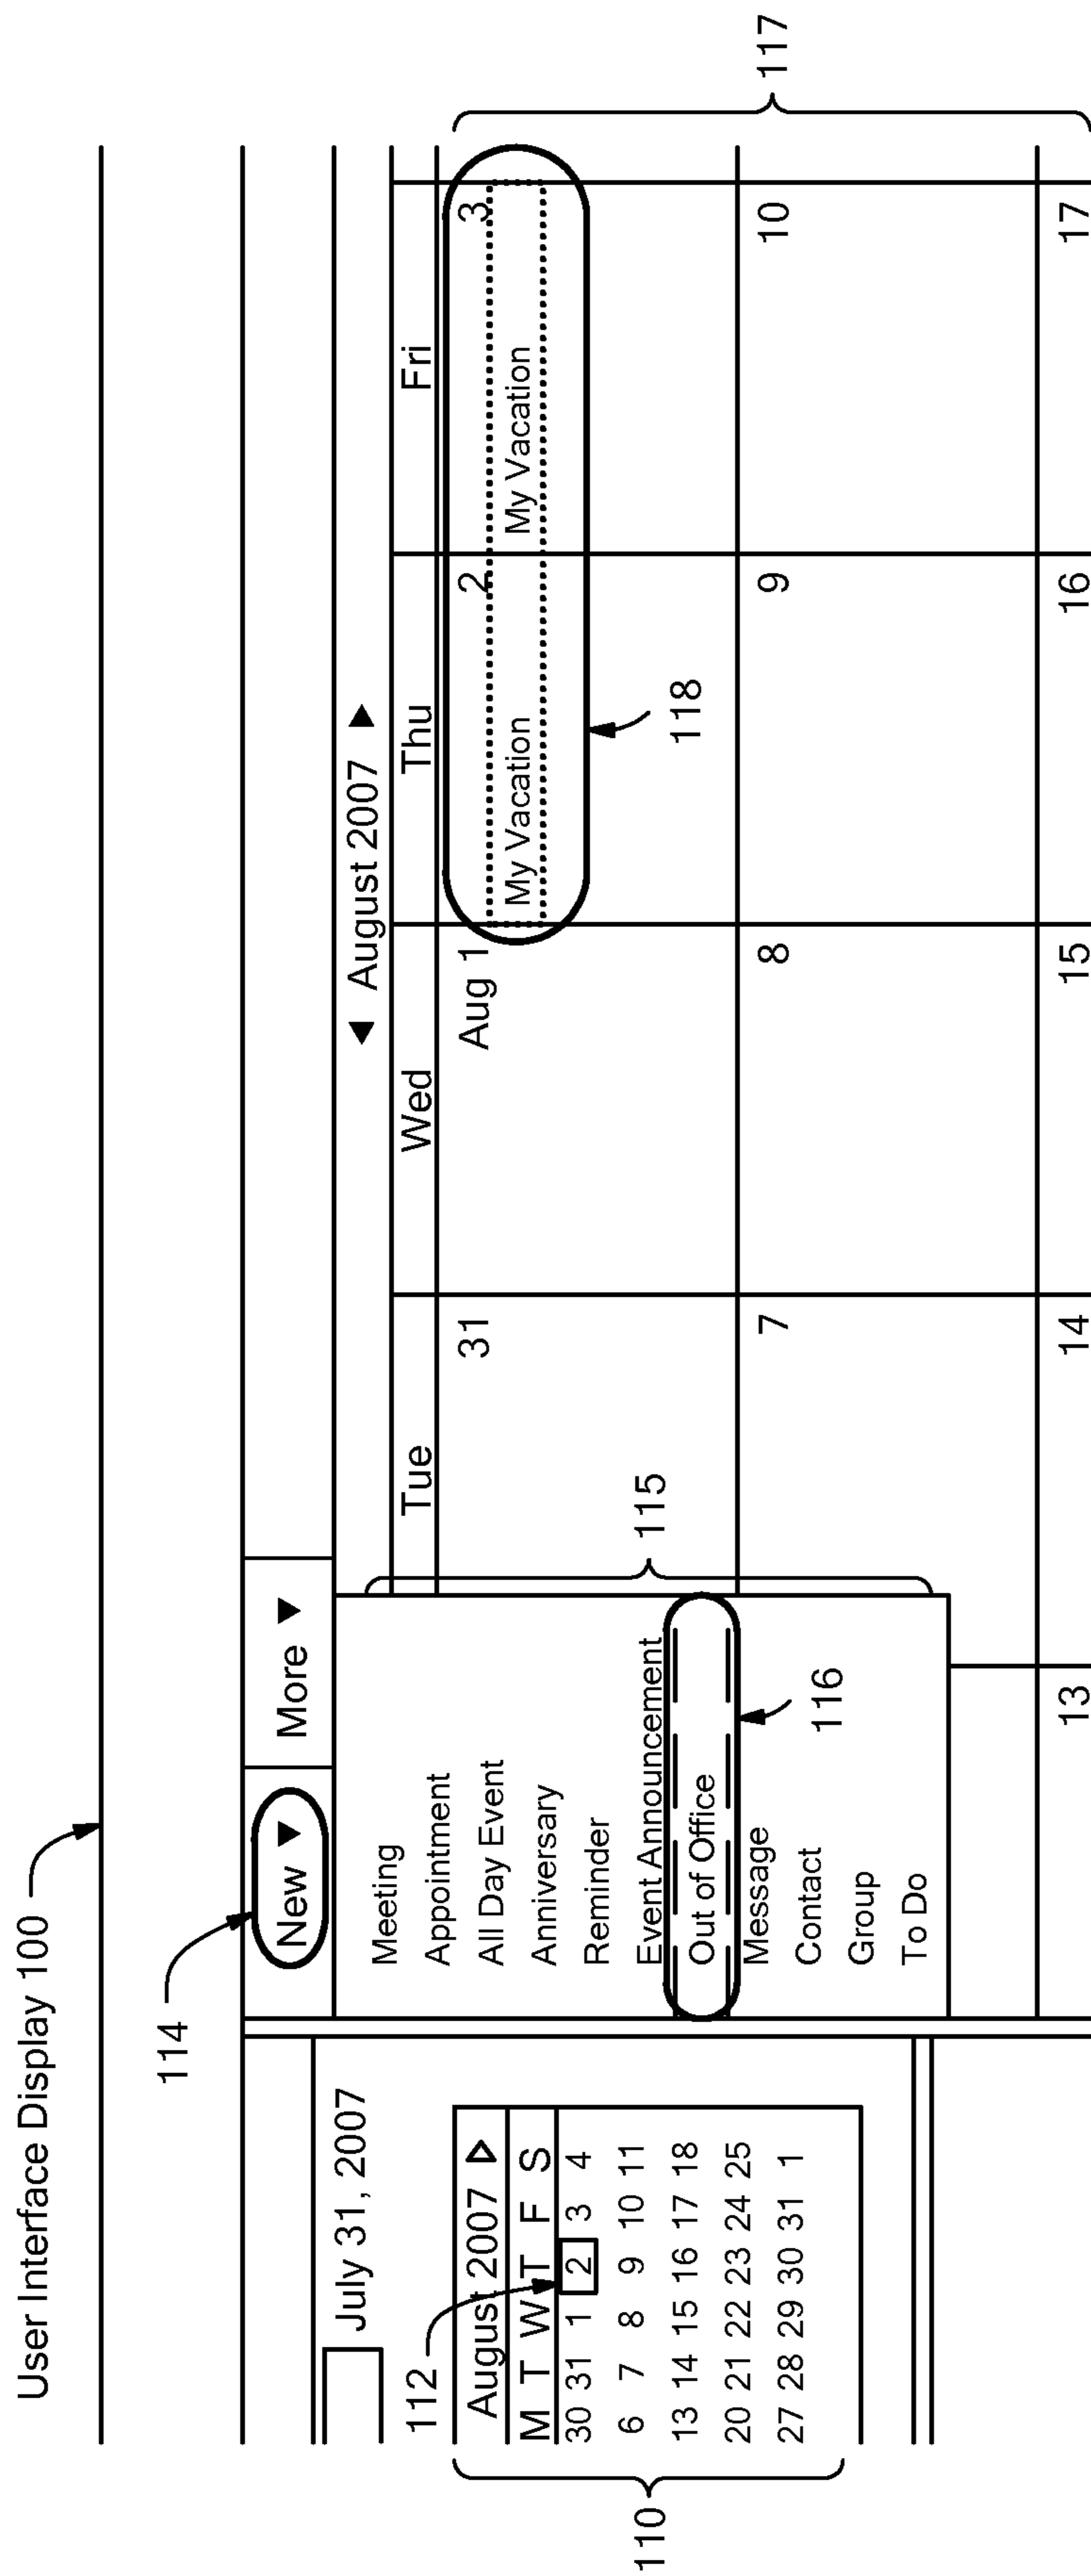 User Interface Display 100
114
New ▼ More ▼
July 31, 2007
◀ August 2007 ▶
Tue Wed Thu Fri
112
August 2007 ▷
M T W T F S
30 31 1 2 3 4
6 7 8 9 10 11
13 14 15 16 17 18
20 21 22 23 24 25
27 28 29 30 31 1
110
Meeting
Appointment
All Day Event
Anniversary
Reminder
Event Announcement
Out of Office
Message
Contact
Group
To Do
115
116
31 Aug 1 2 3
My Vacation My Vacation
118
117
7 8 9 10
13 14 15 16 17